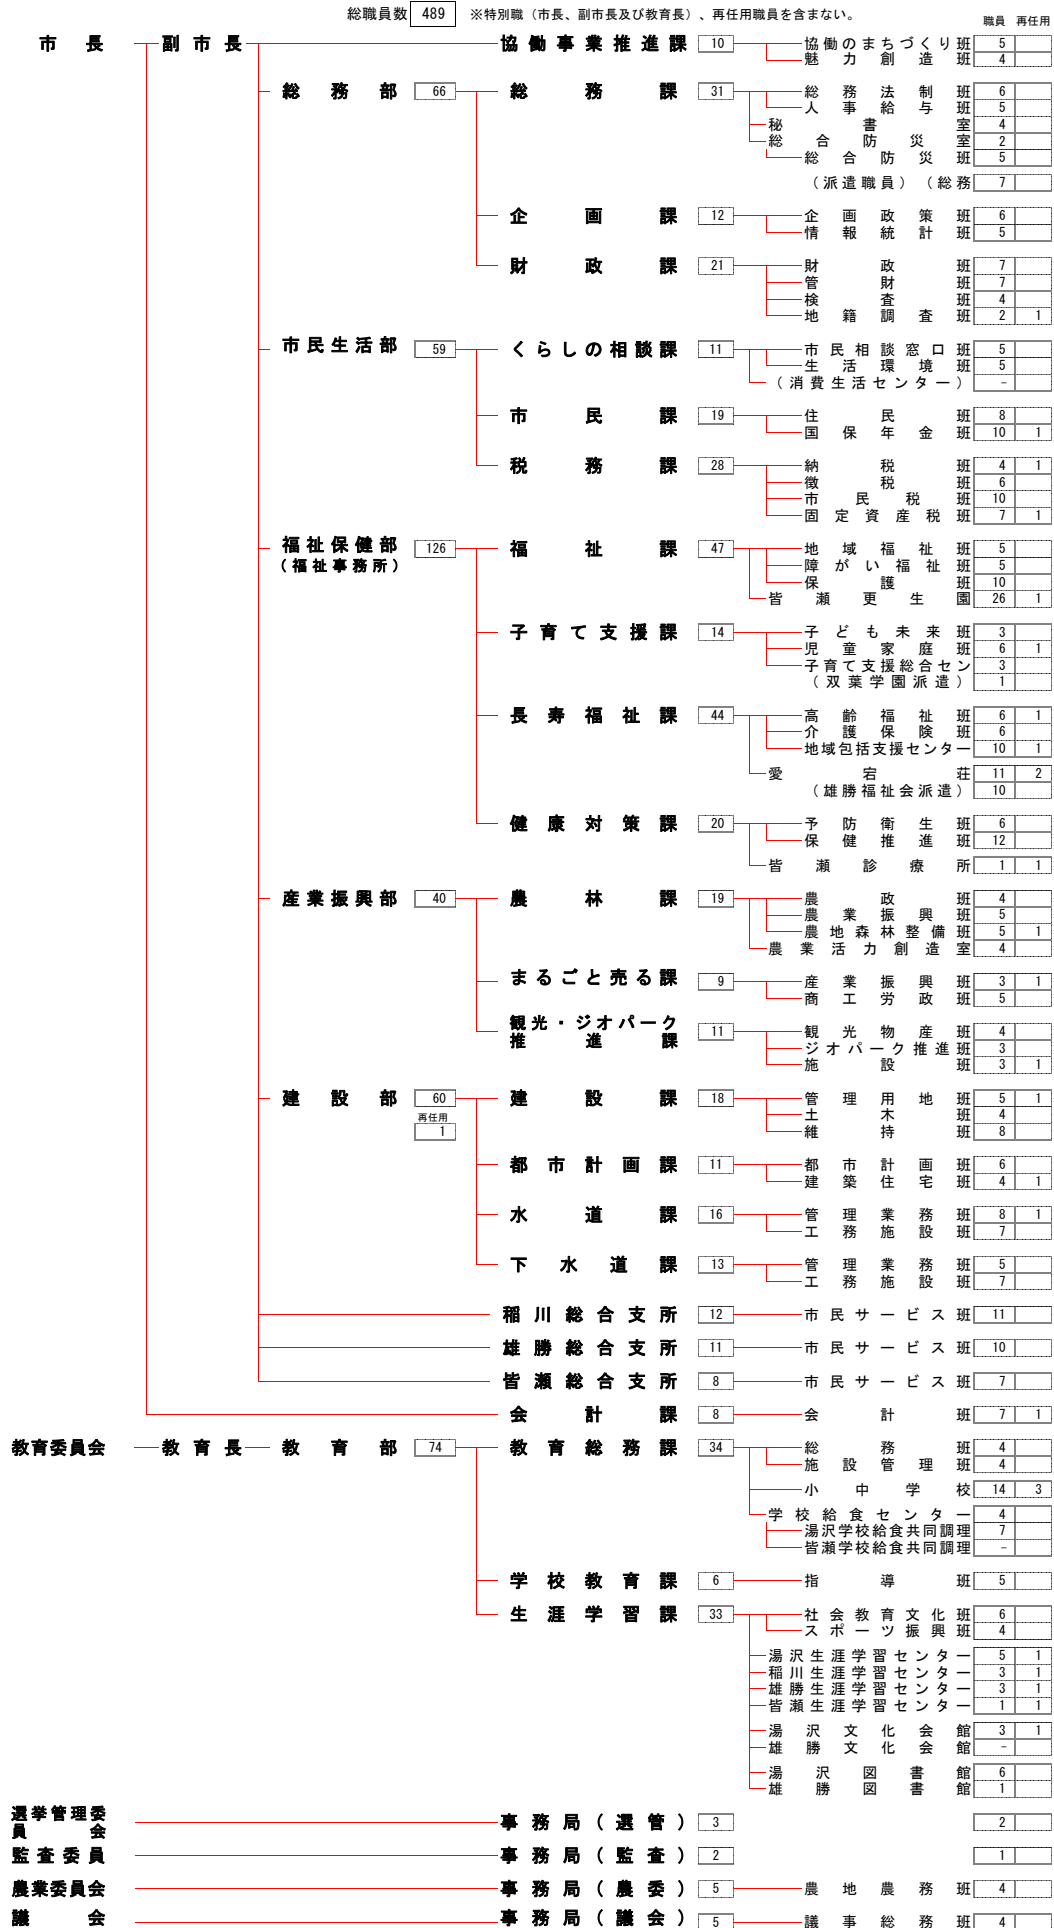 総職員数 489 ※特別職（市長、副市長及び教育長）、再任用職員を含まない。
職員 再任用
市長 副市長 協働事業推進課 10 協働のまちづくり班 5
魅力創造班 4
総務部 66 総務課 31 総務法制班 6
人事給与班 5
秘書室 4
総合防災室 2
総合防災班 5
（派遣職員）（総務 7
企画課 12 企画政策班 6
情報統計班 5
財政課 21 財政班 7
管財班 7
検査班 4
地籍調査班 2 1
市民生活部 59 くらしの相談課 11 市民相談窓口班 5
生活環境班 5
（消費生活センター） -
市民課 19 住民班 8
国保年金班 10 1
税務課 28 納税班 4 1
徴税班 6
市民税班 10
固定資産税班 7 1
福祉保健部 126 福祉課 47 地域福祉班 5
（福祉事務所） 障がい福祉班 5
保護班 10
皆瀬更生園 26 1
子育て支援課 14 子ども未来班 3
児童家庭班 6 1
子育て支援総合セン 3
（双葉学園派遣） 1
長寿福祉課 44 高齢福祉班 6 1
介護保険班 6
地域包括支援センター 10 1
愛宕荘 11 2
（雄勝福祉会派遣） 10
健康対策課 20 予防衛生班 6
保健推進班 12
皆瀬診療所 1 1
産業振興部 40 農林課 19 農政班 4
農業振興班 5
農地森林整備班 5 1
農業活力創造室 4
まるごと売る課 9 産業振興班 3 1
商工労政班 5
観光・ジオパーク
推進課 11 観光物産班 4
ジオパーク推進班 3
施設班 3 1
建設部 60 建設課 18 管理用地班 5 1
再任用 土木班 4
1 維持班 8
都市計画課 11 都市計画班 6
建築住宅班 4 1
水道課 16 管理業務班 8 1
工務施設班 7
下水道課 13 管理業務班 5
工務施設班 7
稲川総合支所 12 市民サービス班 11
雄勝総合支所 11 市民サービス班 10
皆瀬総合支所 8 市民サービス班 7
会計課 8 会計班 7 1
教育委員会 教育長 教育部 74 教育総務課 34 総務班 4
施設管理班 4
小中学校 14 3
学校給食センター 4
湯沢学校給食共同調理 7
皆瀬学校給食共同調理 -
学校教育課 6 指導班 5
生涯学習課 33 社会教育文化班 6
スポーツ振興班 4
湯沢生涯学習センター 5 1
稲川生涯学習センター 3 1
雄勝生涯学習センター 3 1
皆瀬生涯学習センター 1 1
湯沢文化会館 3 1
雄勝文化会館 -
湯沢図書館 6
雄勝図書館 1
選挙管理委
員会 事務局（選管） 3 2
監査委員 事務局（監査） 2 1
農業委員会 事務局（農委） 5 農地農務班 4
議会 事務局（議会） 5 議事総務班 4